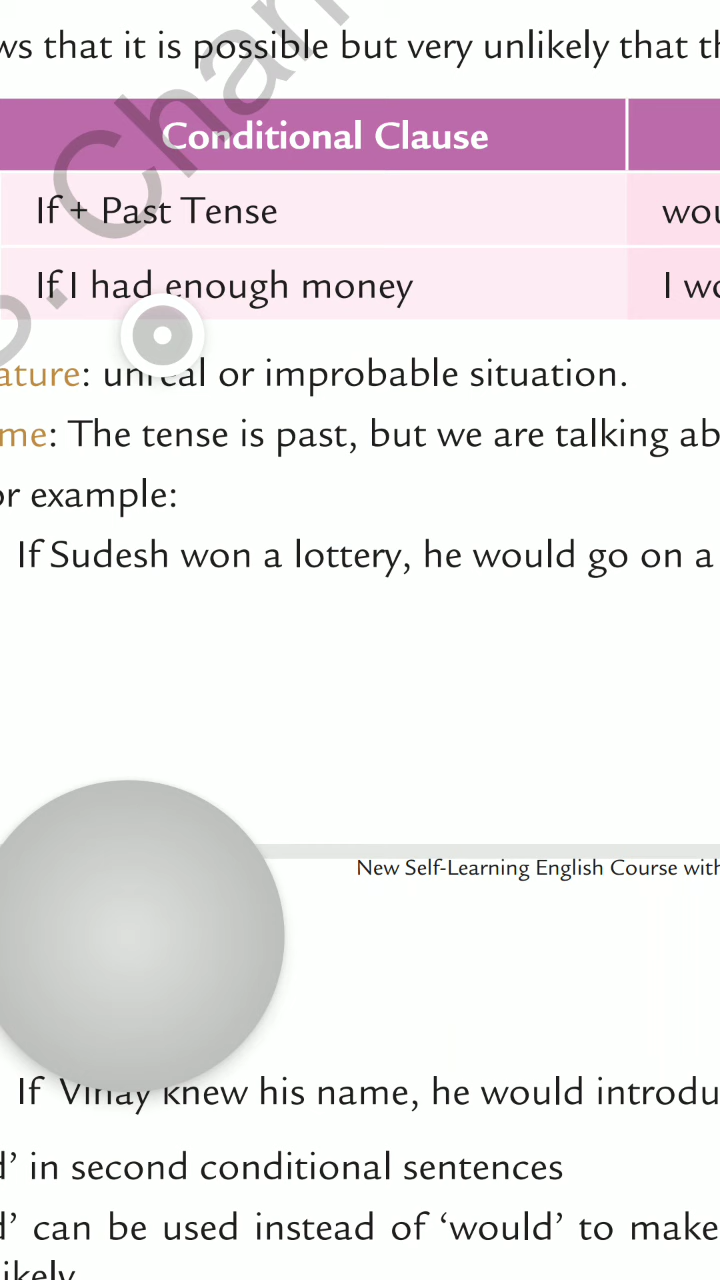 ws that it is possible but very unlikely that th
Conditional Clause
If + Past Tense wou
If I had enough money I wo
ature: unreal or improbable situation.
me: The tense is past, but we are talking ab
or example:
If Sudesh won a lottery, he would go on a
New Self-Learning English Course with
If Vinay knew his name, he would introdu
d’ in second conditional sentences
d’ can be used instead of ‘would’ to make
ikely
S. Chan